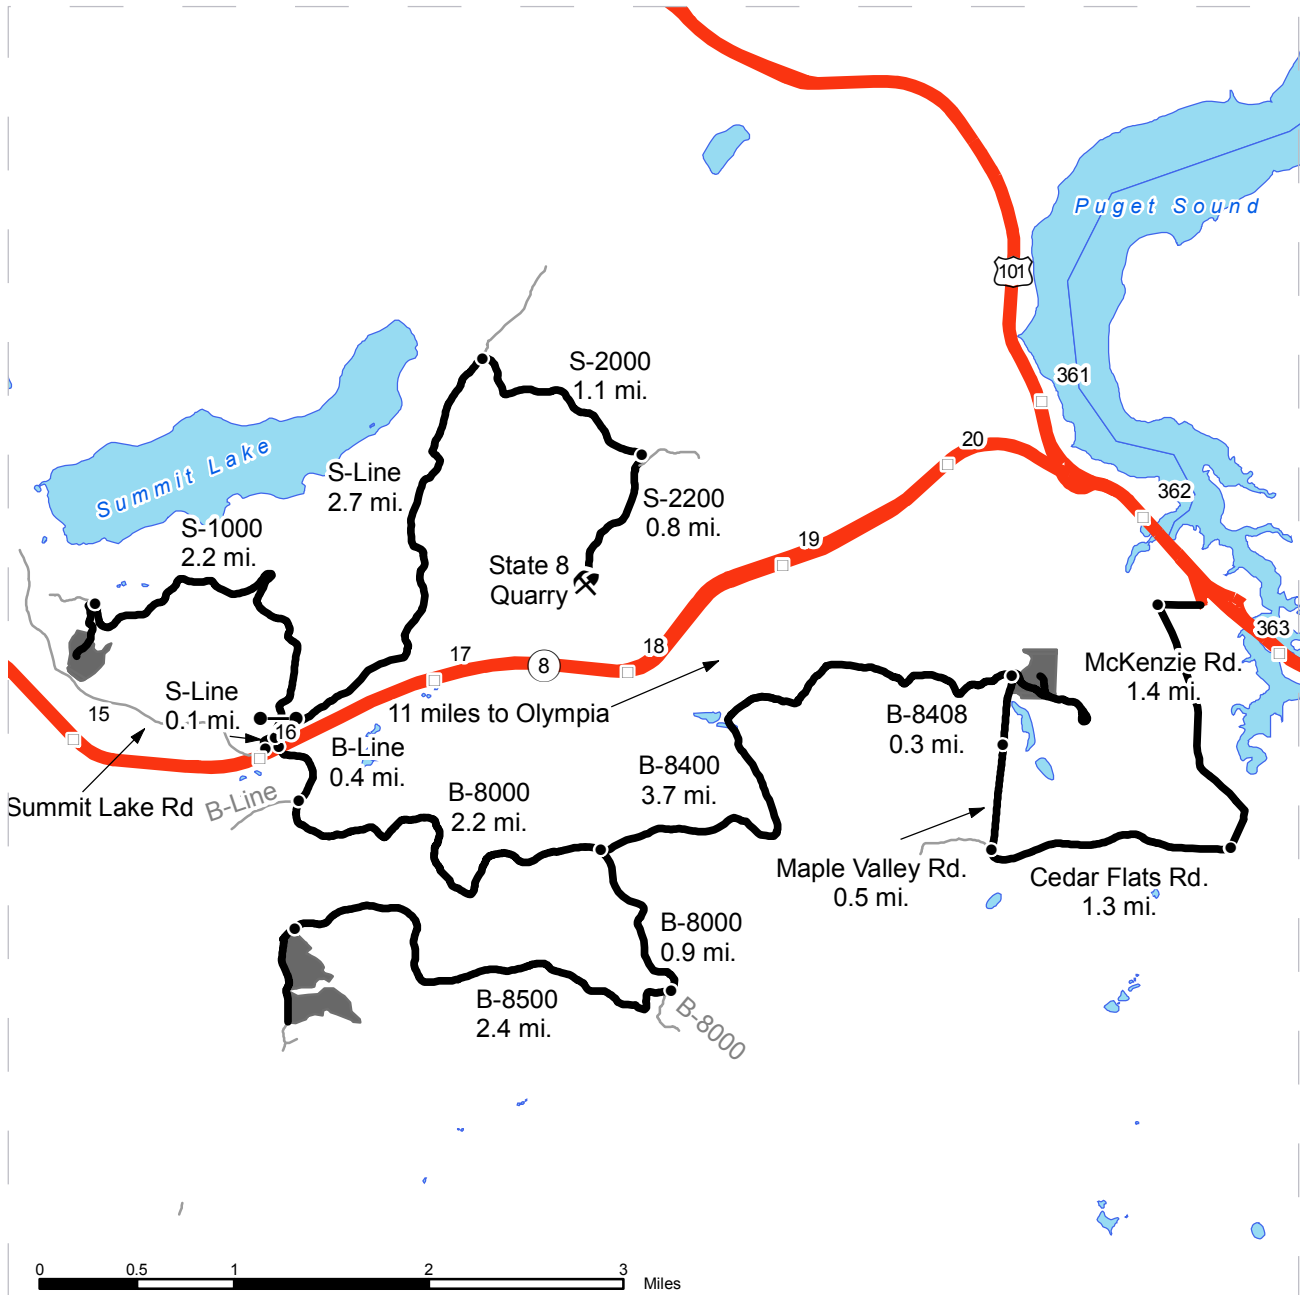 Puget Sound
101
361
S-2000
1.1 mi.
20
Summit Lake
S-Line
2.7 mi.
362
S-2200
0.8 mi.
S-1000
2.2 mi.
19
State 8
Quarry
363
18
17
8
McKenzie Rd.
1.4 mi.
S-Line
0.1 mi.
15
16
11 miles to Olympia
B-8408
0.3 mi.
B-Line
0.4 mi.
B-8400
3.7 mi.
Summit Lake Rd
B-Line
B-8000
2.2 mi.
Maple Valley Rd.
0.5 mi.
Cedar Flats Rd.
1.3 mi.
B-8000
0.9 mi.
B-8500
2.4 mi.
B-8000
0 0.5 1 2 3
Miles